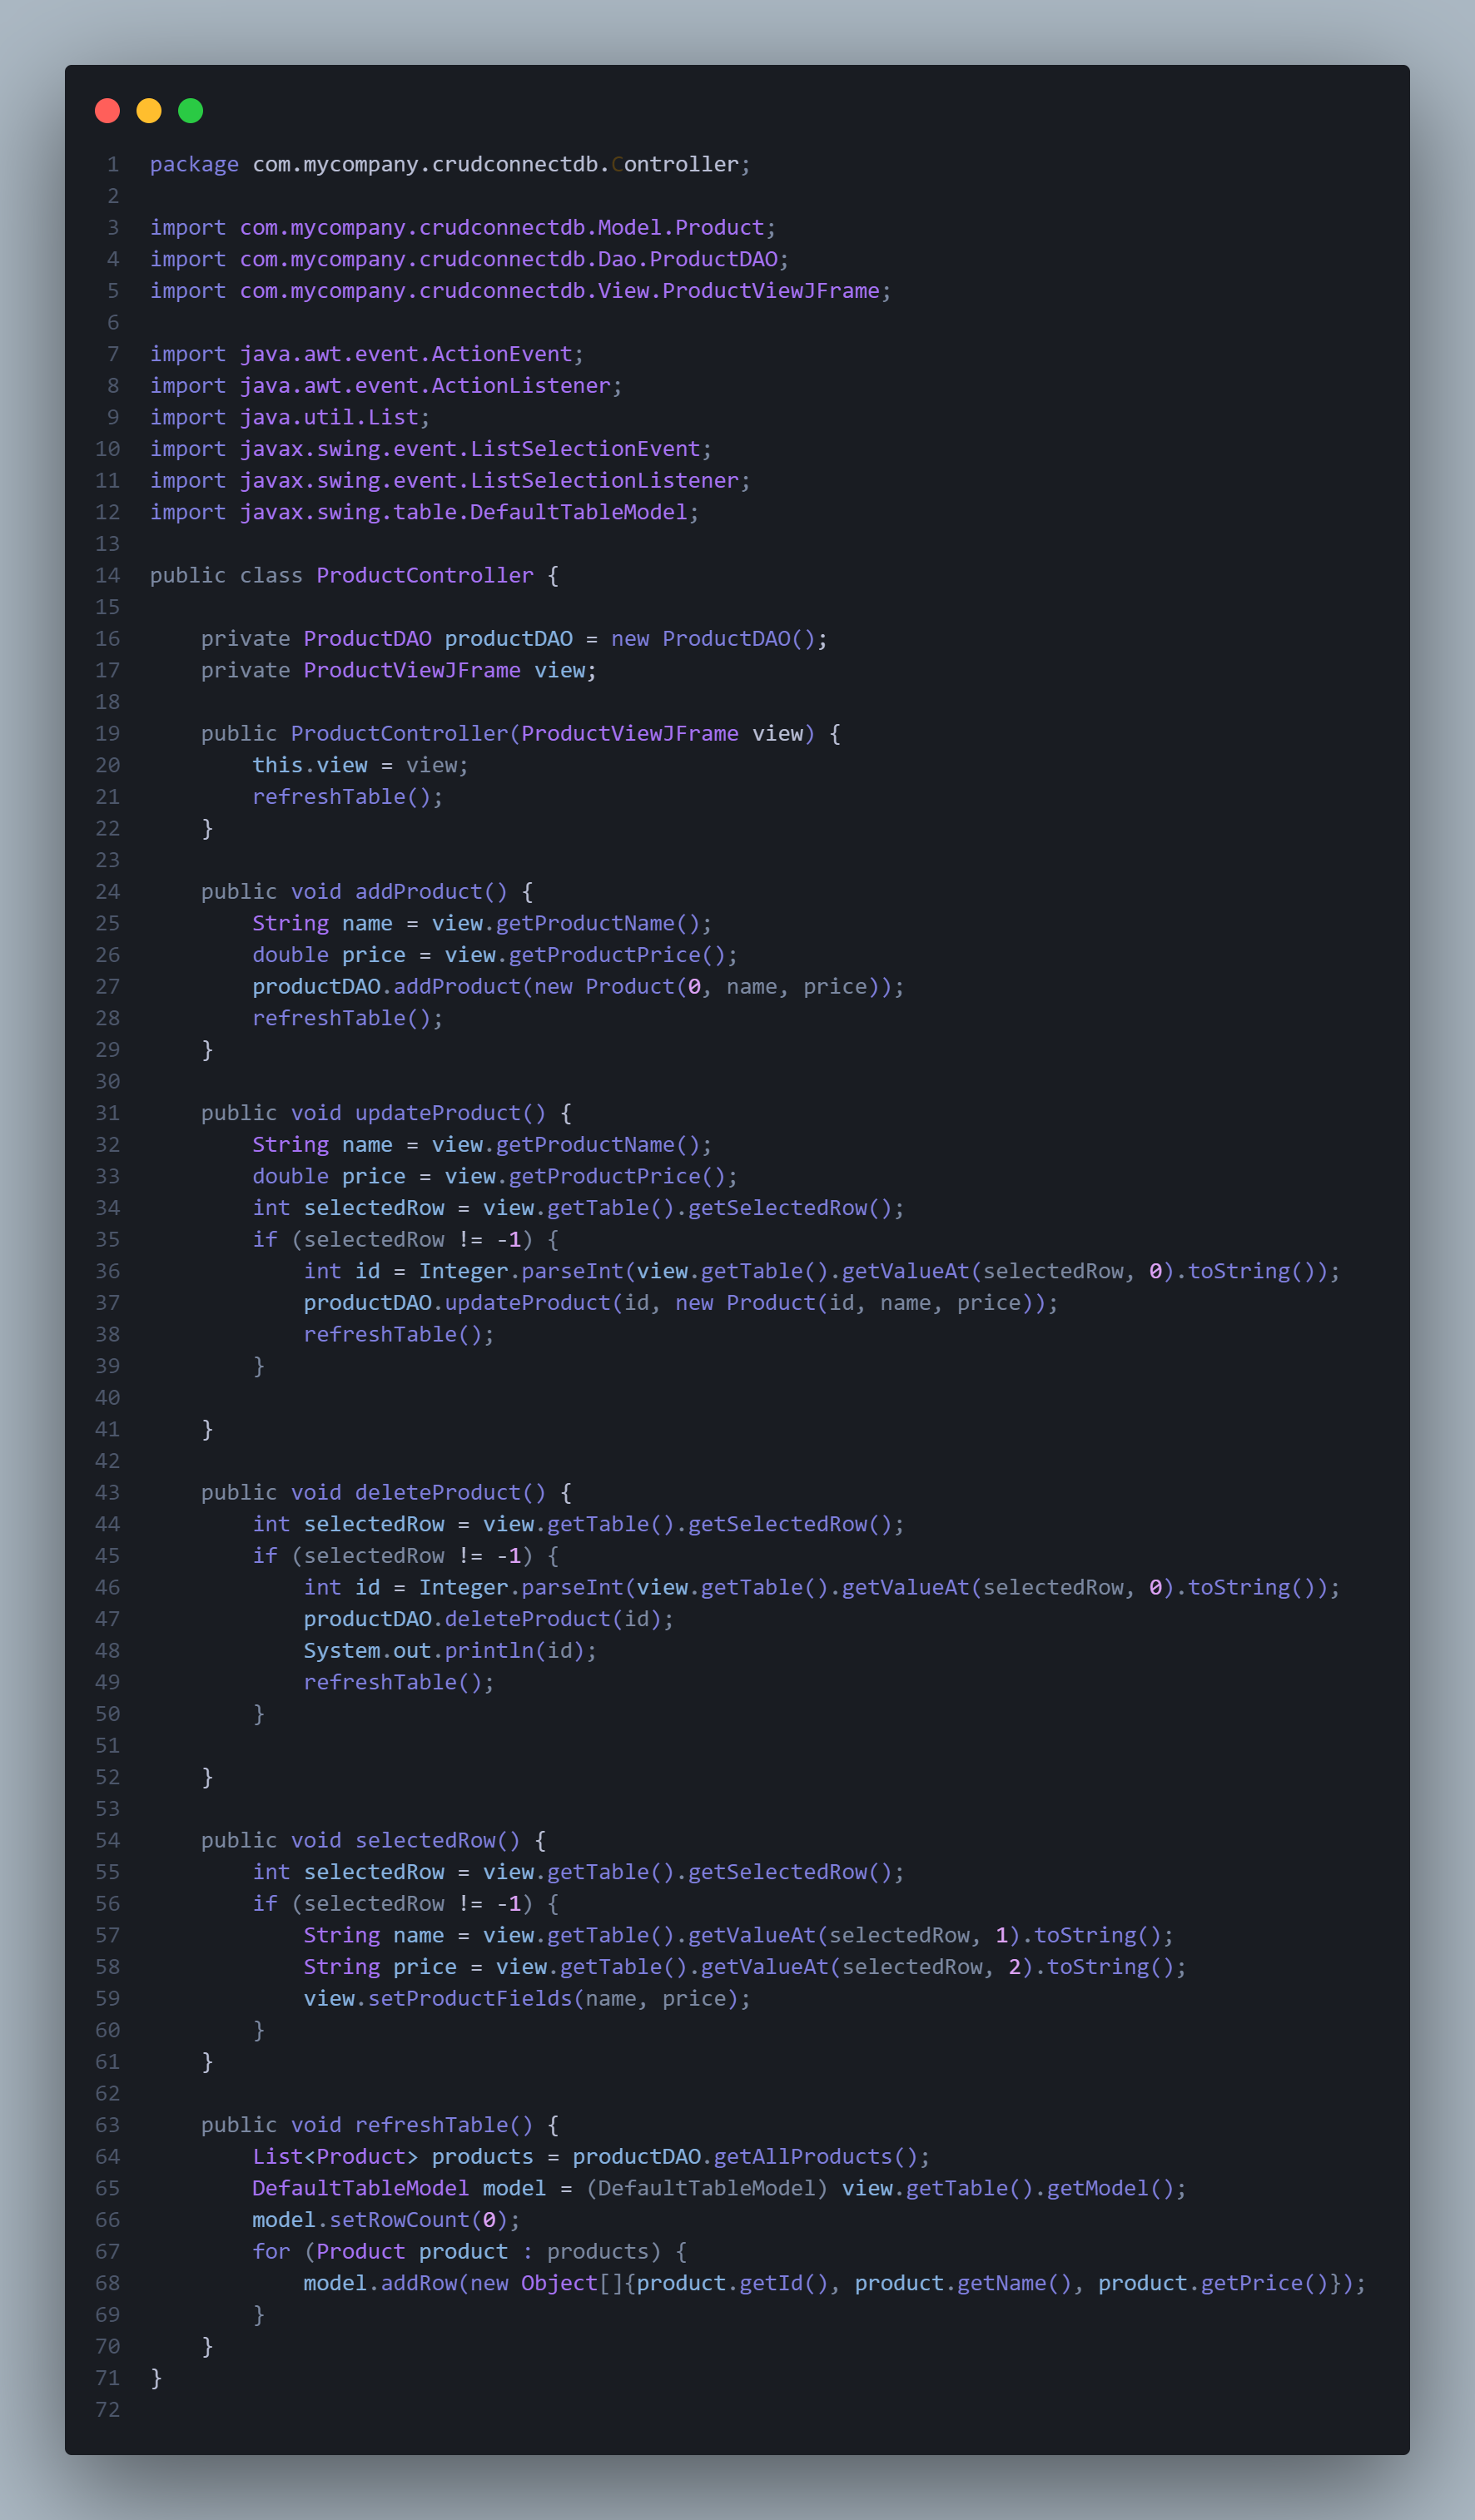 1 package com.mycompany.crudconnectdb.Controller;
2
3 import com.mycompany.crudconnectdb.Model.Product;
4 import com.mycompany.crudconnectdb.Dao.ProductDAO;
5 import com.mycompany.crudconnectdb.View.ProductViewJFrame;
6
7 import java.awt.event.ActionEvent;
8 import java.awt.event.ActionListener;
9 import java.util.List;
10 import javax.swing.event.ListSelectionEvent;
11 import javax.swing.event.ListSelectionListener;
12 import javax.swing.table.DefaultTableModel;
13
14 public class ProductController {
15
16     private ProductDAO productDAO = new ProductDAO();
17     private ProductViewJFrame view;
18
19     public ProductController(ProductViewJFrame view) {
20         this.view = view;
21         refreshTable();
22     }
23
24     public void addProduct() {
25         String name = view.getProductName();
26         double price = view.getProductPrice();
27         productDAO.addProduct(new Product(0, name, price));
28         refreshTable();
29     }
30
31     public void updateProduct() {
32         String name = view.getProductName();
33         double price = view.getProductPrice();
34         int selectedRow = view.getTable().getSelectedRow();
35         if (selectedRow != -1) {
36             int id = Integer.parseInt(view.getTable().getValueAt(selectedRow, 0).toString());
37             productDAO.updateProduct(id, new Product(id, name, price));
38             refreshTable();
39         }
40
41     }
42
43     public void deleteProduct() {
44         int selectedRow = view.getTable().getSelectedRow();
45         if (selectedRow != -1) {
46             int id = Integer.parseInt(view.getTable().getValueAt(selectedRow, 0).toString());
47             productDAO.deleteProduct(id);
48             System.out.println(id);
49             refreshTable();
50         }
51
52     }
53
54     public void selectedRow() {
55         int selectedRow = view.getTable().getSelectedRow();
56         if (selectedRow != -1) {
57             String name = view.getTable().getValueAt(selectedRow, 1).toString();
58             String price = view.getTable().getValueAt(selectedRow, 2).toString();
59             view.setProductFields(name, price);
60         }
61     }
62
63     public void refreshTable() {
64         List<Product> products = productDAO.getAllProducts();
65         DefaultTableModel model = (DefaultTableModel) view.getTable().getModel();
66         model.setRowCount(0);
67         for (Product product : products) {
68             model.addRow(new Object[]{product.getId(), product.getName(), product.getPrice()});
69         }
70     }
71 }
72